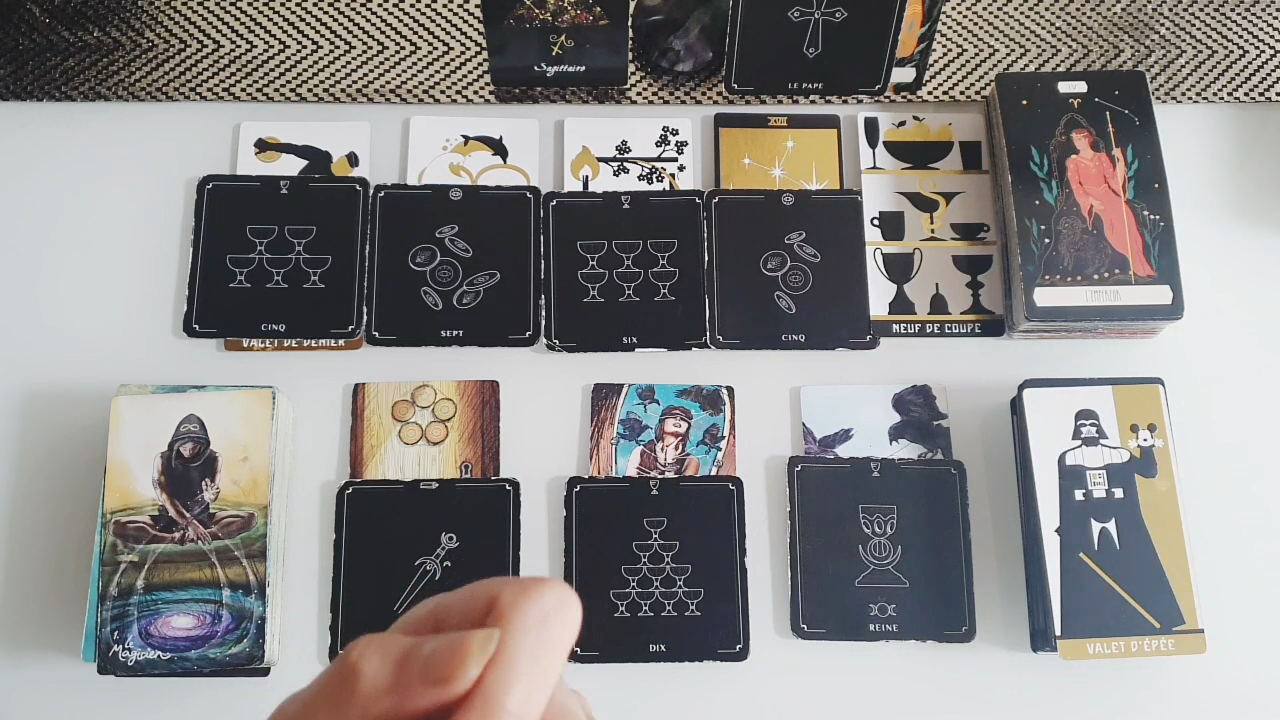 Sagittaire
LE PAPE
XVII
IV
CINQ
SEPT
SIX
CINQ
NEUF DE COUPE
L'EMPEREUR
VALET DE DENIER
1. le
Magicien
DIX
REINE
VALET D'ÉPÉE